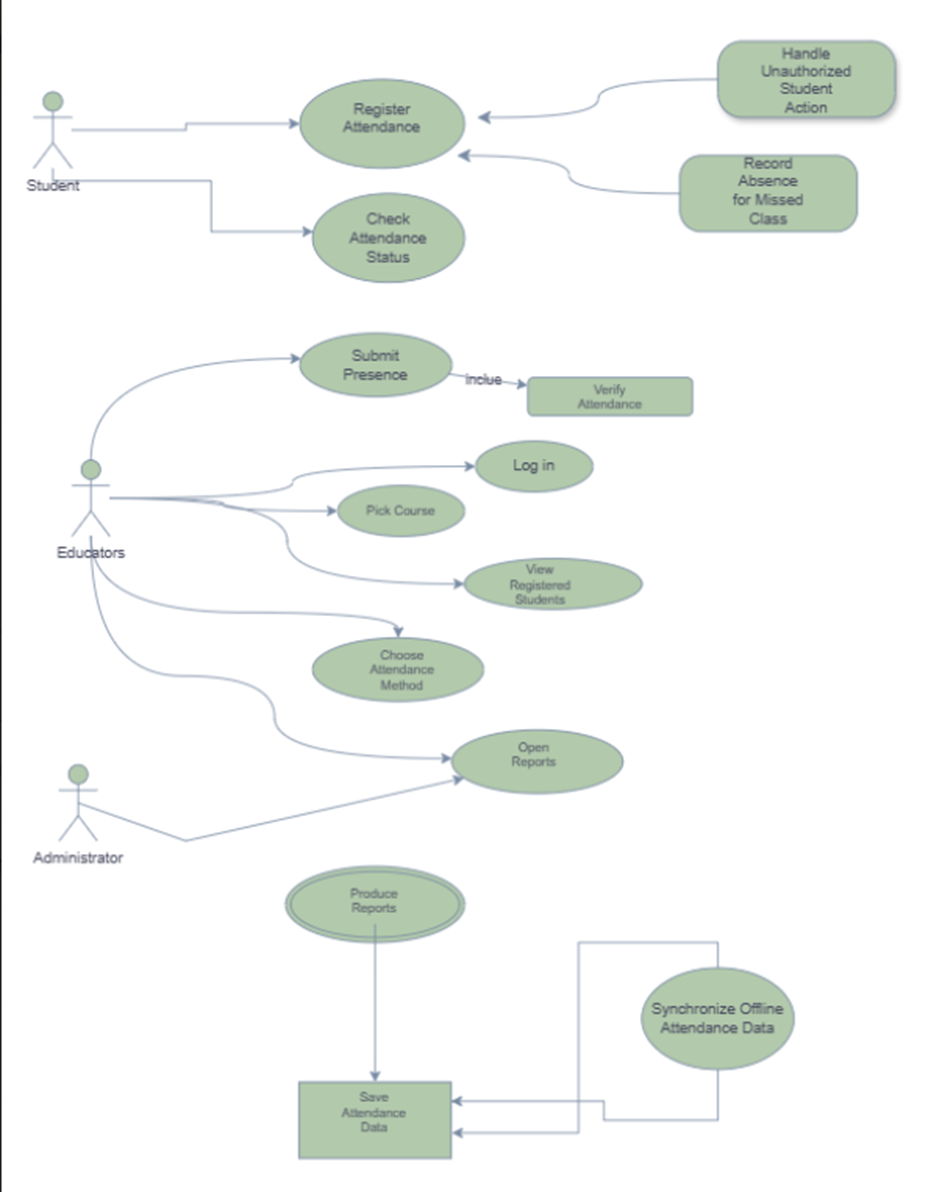 Handle
Unauthorized
Student
Action
Register
Attendance
Student
Record
Absence
for Missed
Class
Check
Attendance
Status
Submit
Presence
inclue
Verify
Attendance
Log in
Pick Course
Educators
View
Registered
Students
Choose
Attendance
Method
Open
Reports
Administrator
Produce
Reports
Synchronize Offline
Attendance Data
Save
Attendance
Data